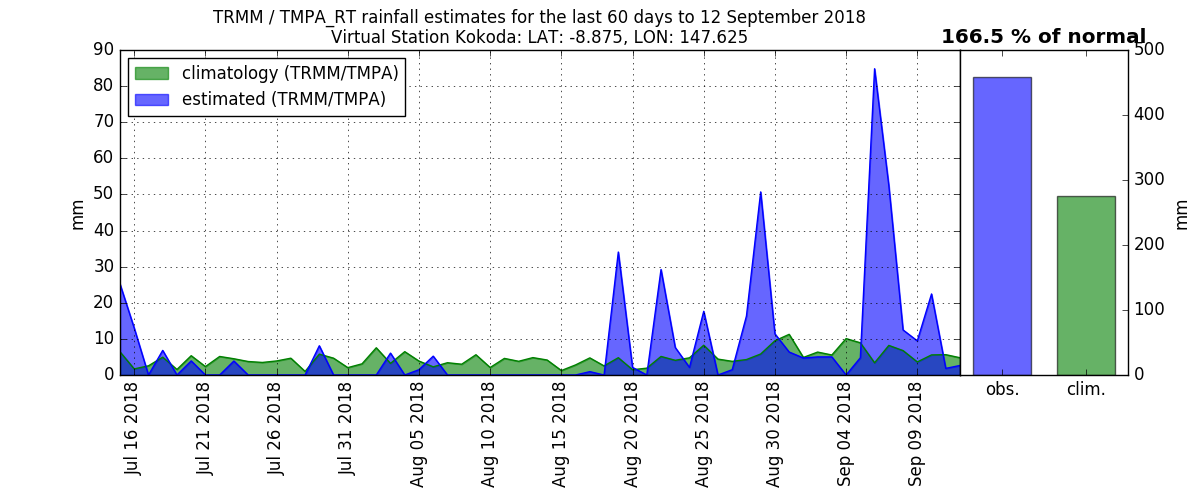 TRMM / TMPA_RT rainfall estimates for the last 60 days to 12 September 2018
Virtual Station Kokoda: LAT: -8.875, LON: 147.625
166.5 % of normal
climatology (TRMM/TMPA)
estimated (TRMM/TMPA)
mm
90
80
70
60
50
40
30
20
10
0
Jul 16 2018
Jul 21 2018
Jul 26 2018
Jul 31 2018
Aug 05 2018
Aug 10 2018
Aug 15 2018
Aug 20 2018
Aug 25 2018
Aug 30 2018
Sep 04 2018
Sep 09 2018
obs.
clim.
500
400
300
200
100
0
mm